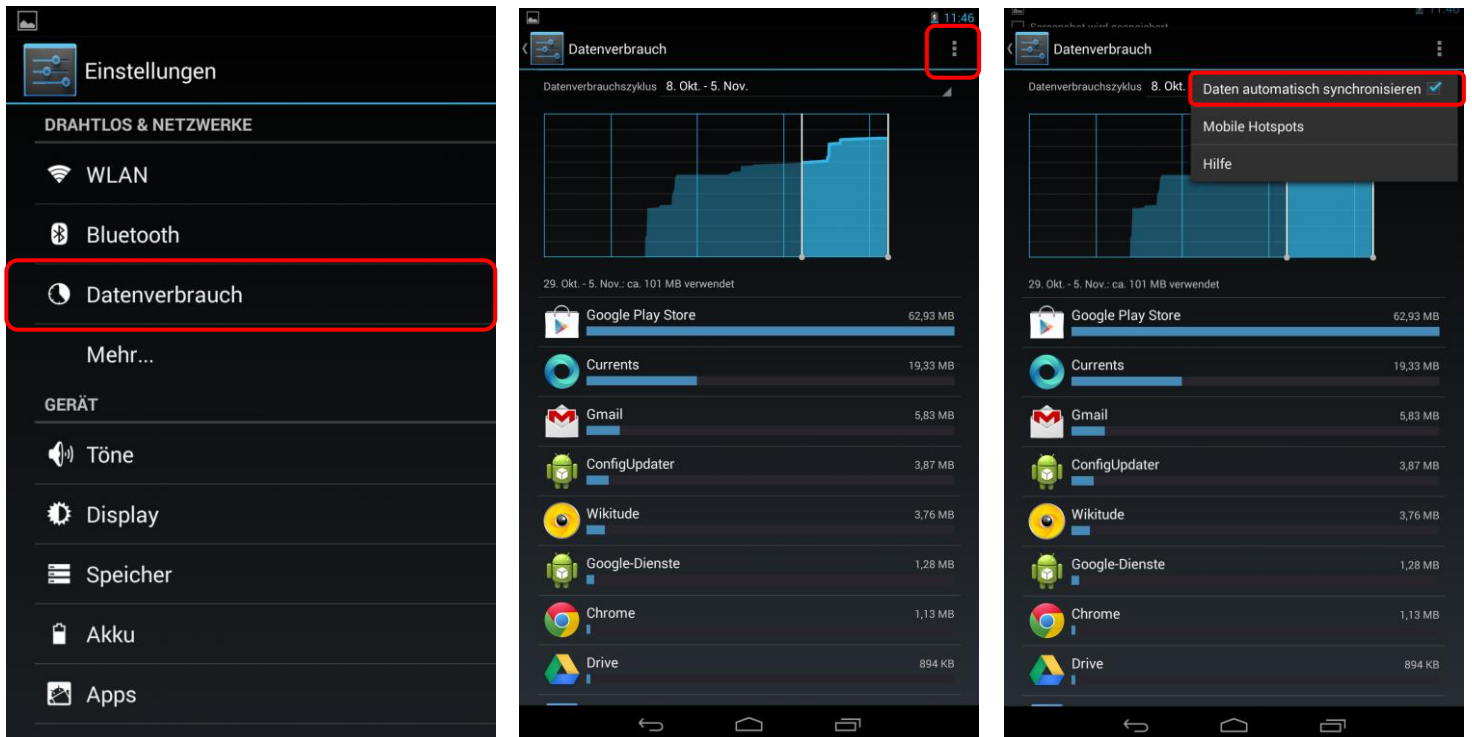 Einstellungen
DRAHTLOS & NETZWERKE
WLAN
Bluetooth
Datenverbrauch
Mehr...
GERÄT
Töne
Display
Speicher
Akku
Apps
11:46
Datenverbrauch
Datenverbrauchszyklus 8. Okt. - 5. Nov.
29. Okt. - 5. Nov.: ca. 101 MB verwendet
Google Play Store 62,93 MB
Currents 19,33 MB
Gmail 5,83 MB
ConfigUpdater 3,87 MB
Wikitude 3,76 MB
Google-Dienste 1,28 MB
Chrome 1,13 MB
Drive 894 KB
Screenshot wird gespeichert 11:46
Datenverbrauch
Datenverbrauchszyklus 8. Okt.
Daten automatisch synchronisieren
Mobile Hotspots
Hilfe
29. Okt. - 5. Nov.: ca. 101 MB verwendet
Google Play Store 62,93 MB
Currents 19,33 MB
Gmail 5,83 MB
ConfigUpdater 3,87 MB
Wikitude 3,76 MB
Google-Dienste 1,28 MB
Chrome 1,13 MB
Drive 894 KB